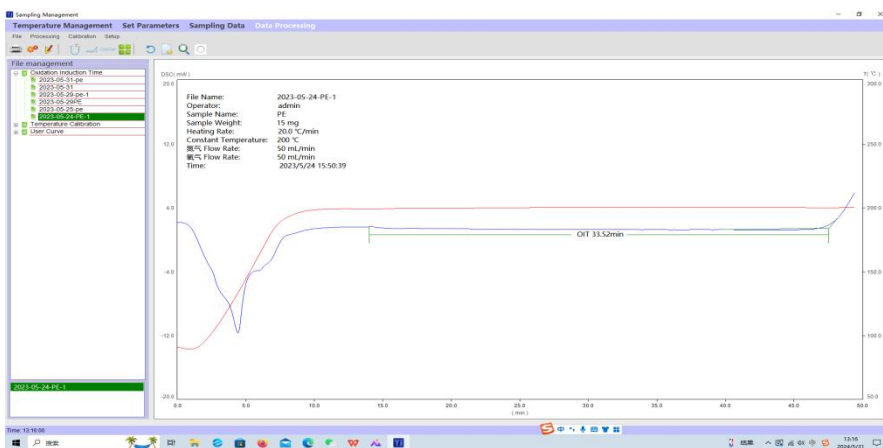 Sampling Management
Temperature Management Set Parameters Sampling Data Data Processing
File Processing Calibration Setup
File management
Oxidation Induction Time
2023-05-31-pe
2023-05-31
2023-05-29-pe-1
2023-05-29PE
2023-05-25-pe
2023-05-24-PE-1
Temperature Calibration
User Curve
2023-05-24-PE-1
DSC( mW )
T( ℃ )
File Name: 2023-05-24-PE-1
Operator: admin
Sample Name: PE
Sample Weight: 15 mg
Heating Rate: 20.0 ℃/min
Constant Temperature: 200 ℃
氮气 Flow Rate: 50 mL/min
氧气 Flow Rate: 50 mL/min
Time: 2023/5/24 15:50:39
20.0
12.0
4.0
-4.0
-12.0
-20.0
300.0
250.0
200.0
150.0
100.0
50.0
OIT 33.52min
0.0 5.0 10.0 15.0 20.0 25.0 30.0 35.0 40.0 45.0 50.0
( min )
Time: 13:16:06
搜索
中
结果
中
13:16
2024/5/31